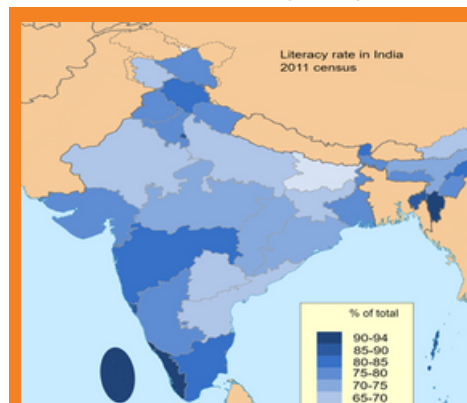 Literacy rate in India
2011 census
% of total
90-94
85-90
80-85
75-80
70-75
65-70